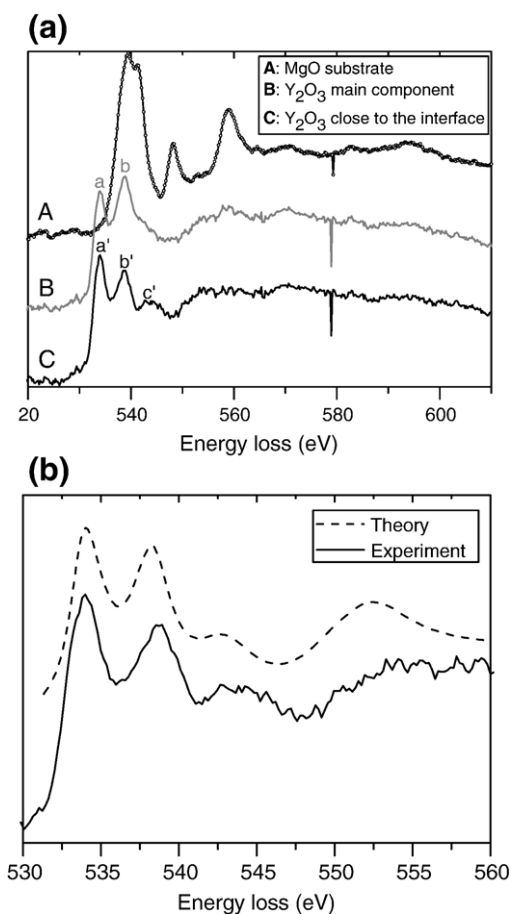 (a)
A: MgO substrate
B: Y₂O₃ main component
C: Y₂O₃ close to the interface
a
b
A
a'
b'
c'
B
C
20 540 560 580 600
Energy loss (eV)
(b)
Theory
Experiment
530 535 540 545 550 555 560
Energy loss (eV)